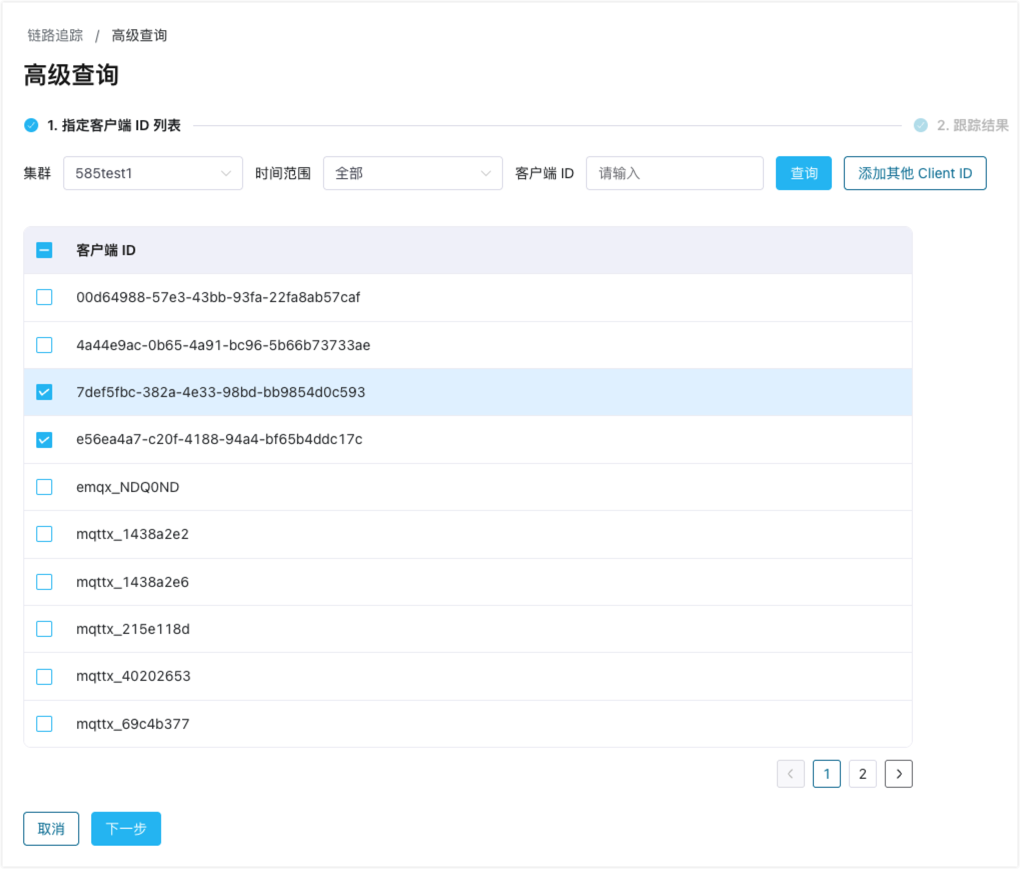 链路追踪 / 高级查询
高级查询
1. 指定客户端 ID 列表
2. 跟踪结果
集群 585test1 时间范围 全部 客户端 ID 请输入 查询 添加其他 Client ID
客户端 ID
00d64988-57e3-43bb-93fa-22fa8ab57caf
4a44e9ac-0b65-4a91-bc96-5b66b73733ae
7def5fbc-382a-4e33-98bd-bb9854d0c593
e56ea4a7-c20f-4188-94a4-bf65b4ddc17c
emqx_NDQ0ND
mqttx_1438a2e2
mqttx_1438a2e6
mqttx_215e118d
mqttx_40202653
mqttx_69c4b377
1 2
取消 下一步